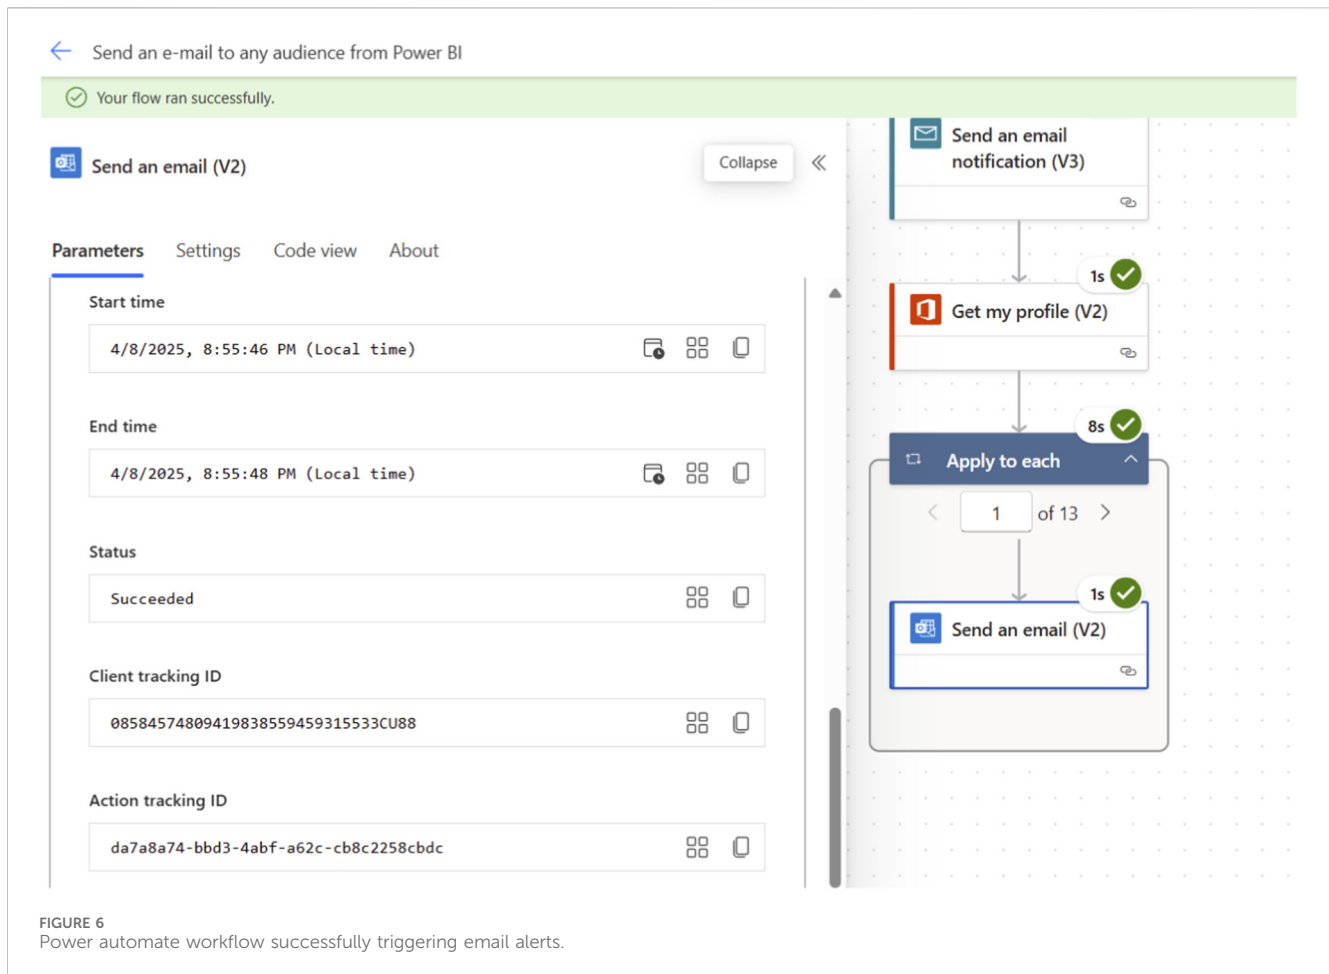 Send an e-mail to any audience from Power BI
Your flow ran successfully.
Send an email (V2)
Collapse
Parameters
Settings
Code view
About
Start time
4/8/2025, 8:55:46 PM (Local time)
End time
4/8/2025, 8:55:48 PM (Local time)
Status
Succeeded
Client tracking ID
08584574809419838559459315533CU88
Action tracking ID
da7a8a74-bbd3-4abf-a62c-cb8c2258cbdc
Send an email
notification (V3)
1s
Get my profile (V2)
8s
Apply to each
1 of 13
1s
Send an email (V2)
FIGURE 6
Power automate workflow successfully triggering email alerts.